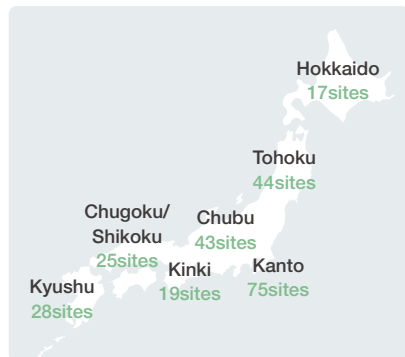 Hokkaido
17sites
Tohoku
44sites
Chugoku/
Shikoku
25sites
Chubu
43sites
Kinki
19sites
Kanto
75sites
Kyushu
28sites